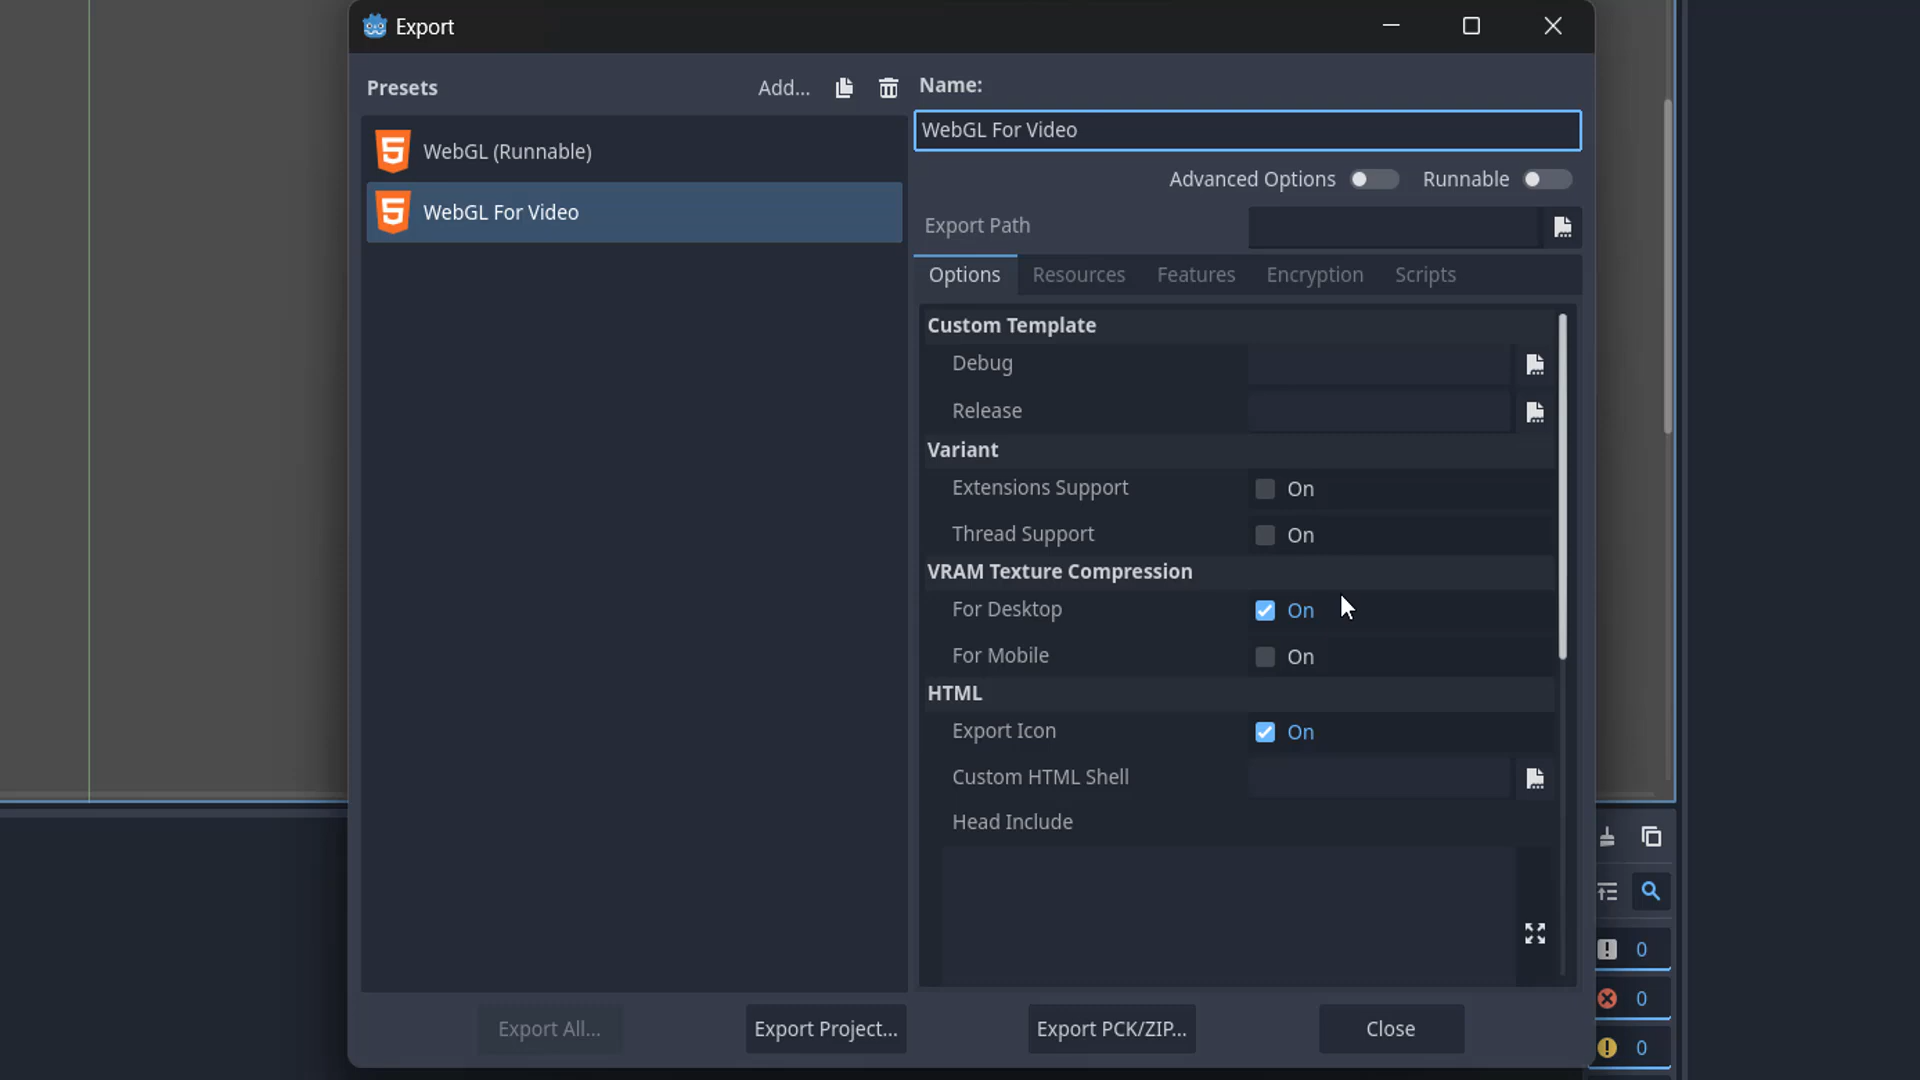 Export
Presets
Add...
WebGL (Runnable)
WebGL For Video
Name:
WebGL For Video
Advanced Options
Runnable
Export Path
Options
Resources
Features
Encryption
Scripts
Custom Template
Debug
Release
Variant
Extensions Support
On
Thread Support
On
VRAM Texture Compression
For Desktop
On
For Mobile
On
HTML
Export Icon
On
Custom HTML Shell
Head Include
Export All...
Export Project...
Export PCK/ZIP...
Close
0
0
0